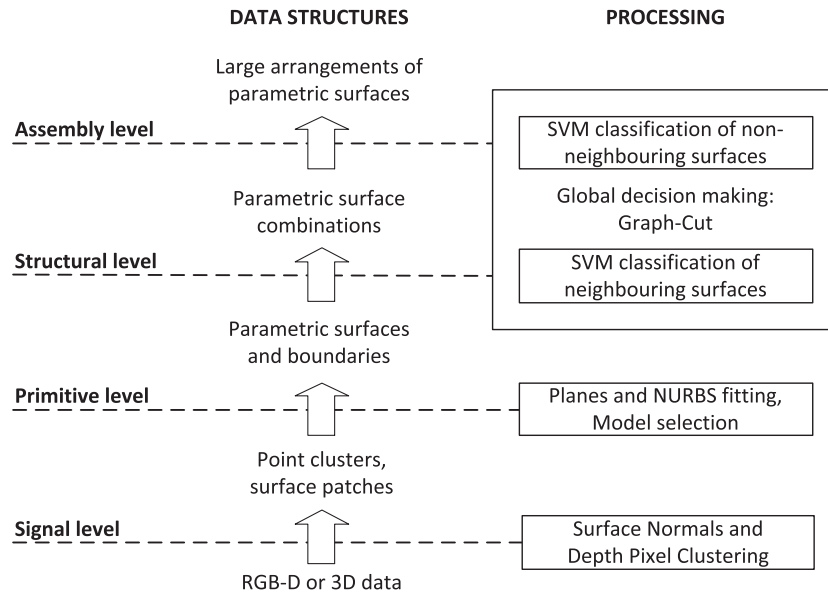 DATA STRUCTURES
PROCESSING
Large arrangements of
parametric surfaces
Assembly level
SVM classification of non-
neighbouring surfaces
Parametric surface
combinations
Global decision making:
Graph-Cut
Structural level
SVM classification of
neighbouring surfaces
Parametric surfaces
and boundaries
Primitive level
Planes and NURBS fitting,
Model selection
Point clusters,
surface patches
Signal level
Surface Normals and
Depth Pixel Clustering
RGB-D or 3D data